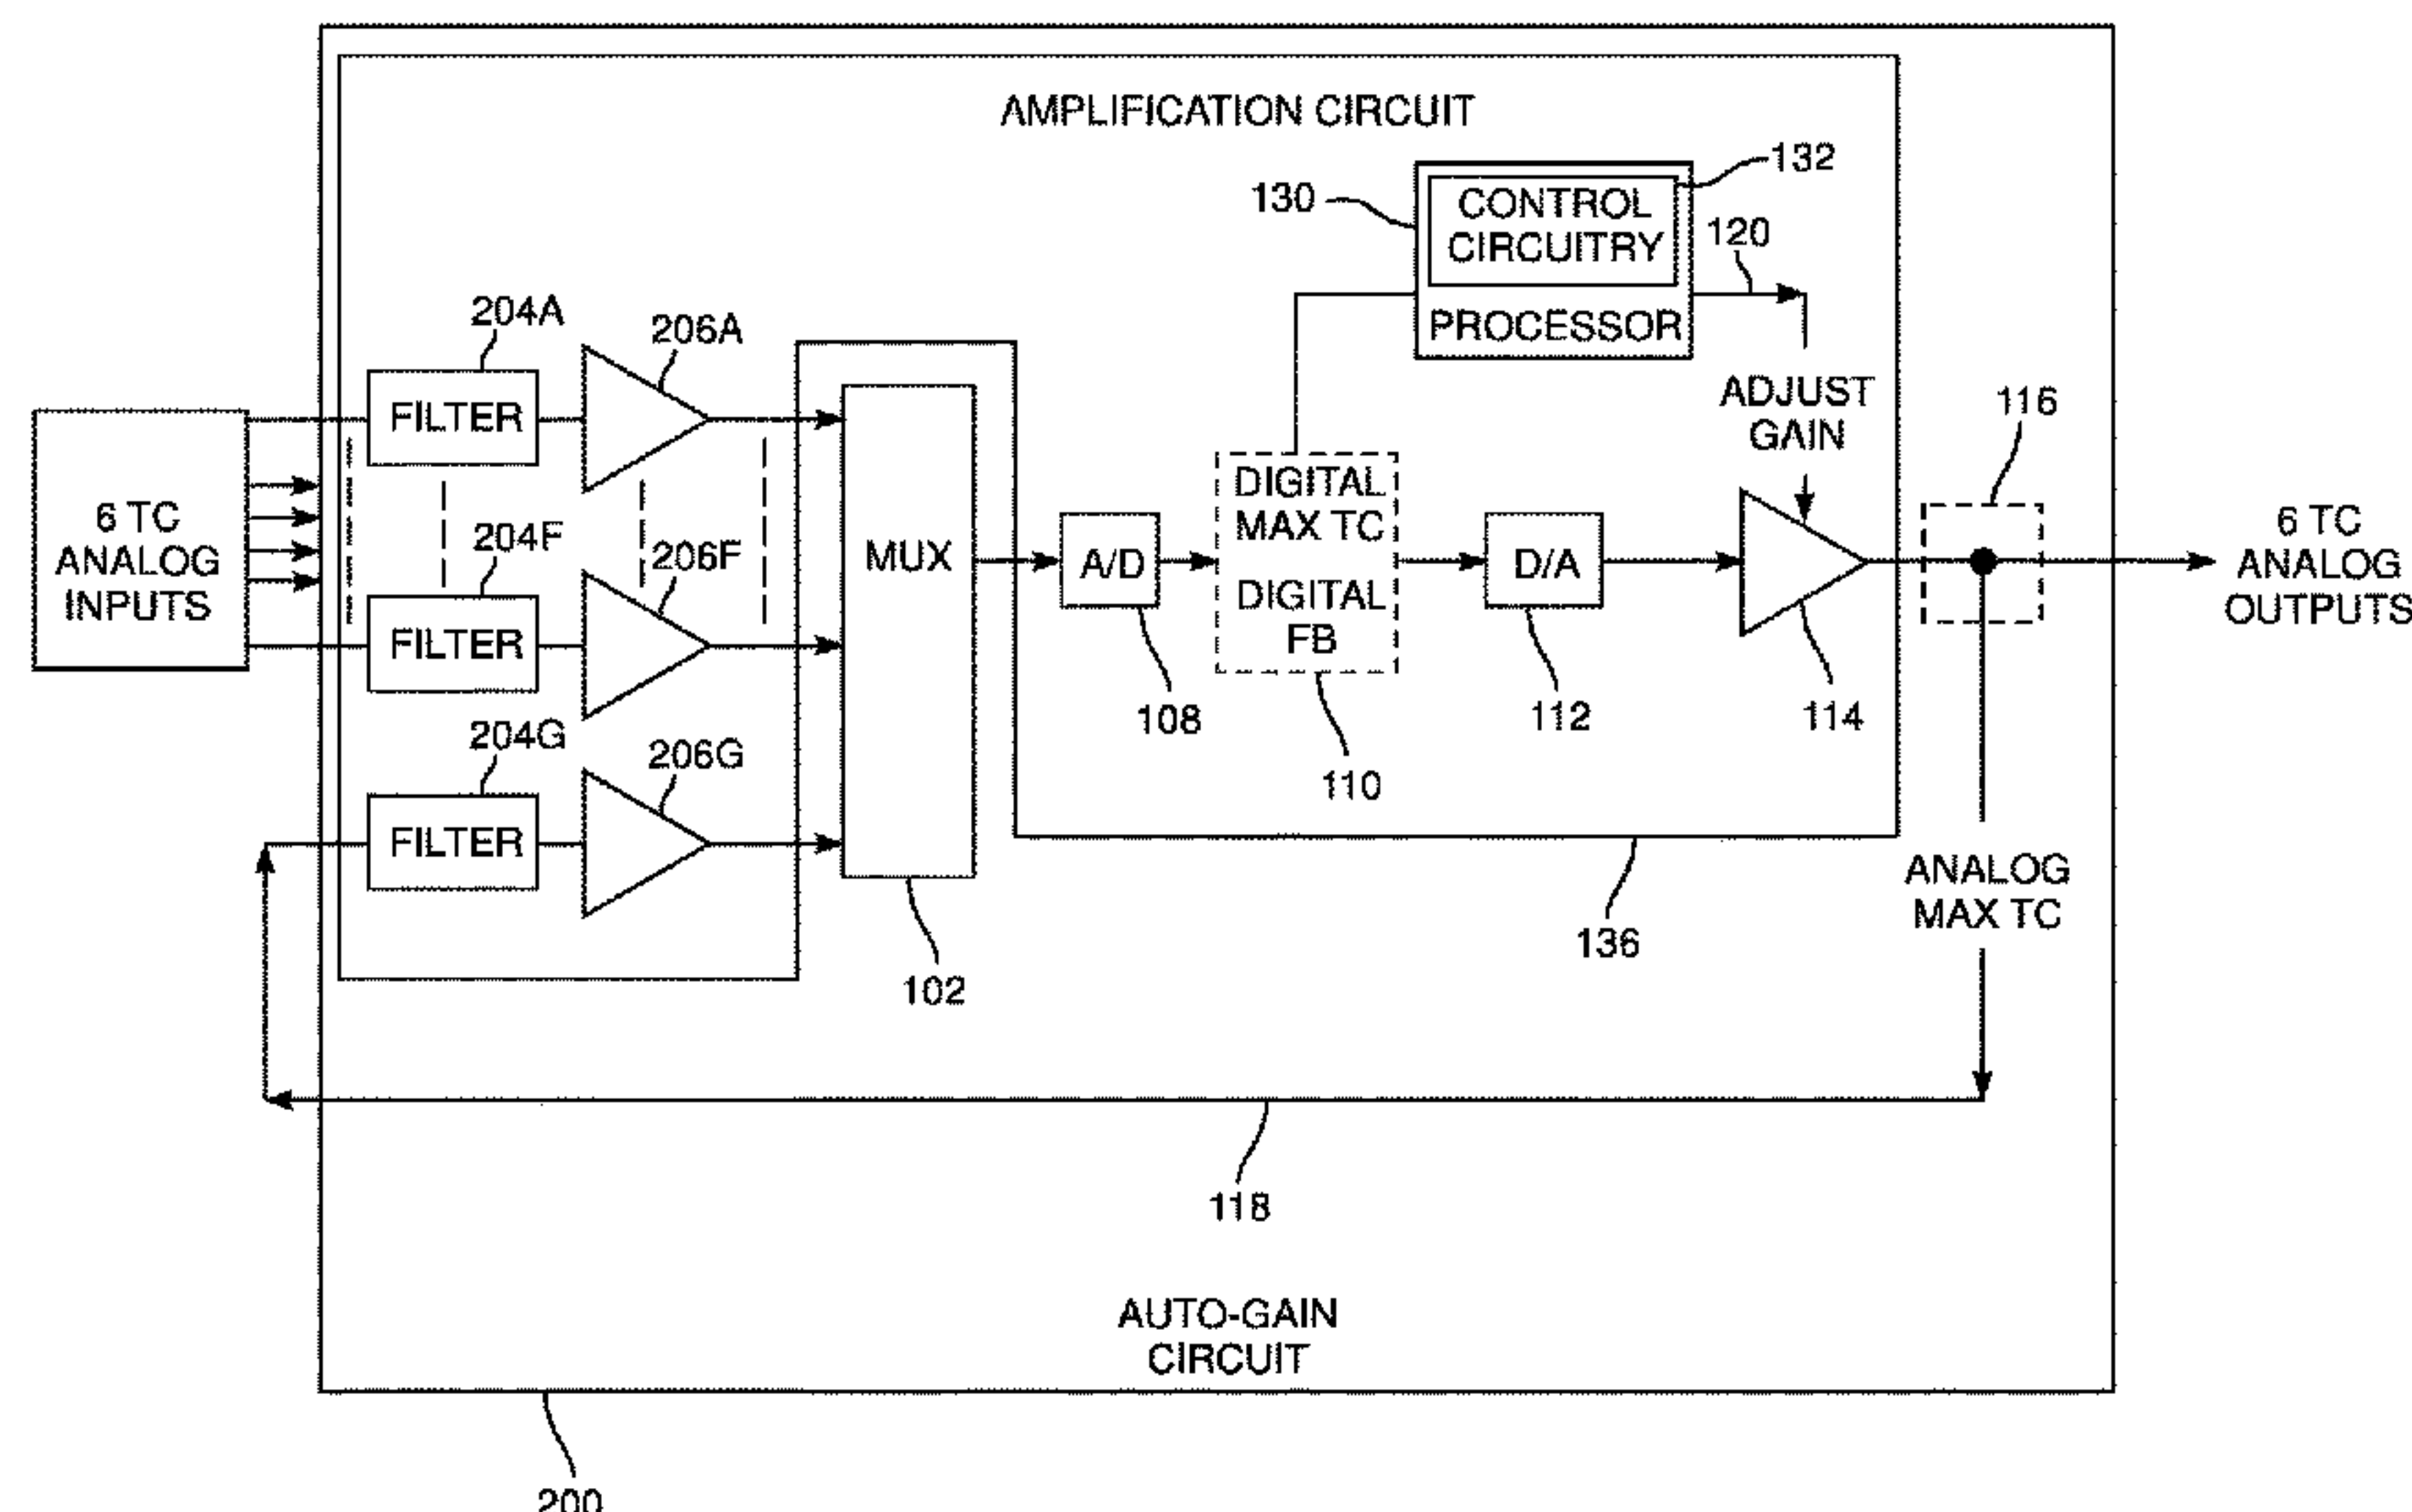 AMPLIFICATION CIRCUIT
132
130
CONTROL
CIRCUITRY
120
PROCESSOR
204A
206A
FILTER
ADJUST
GAIN
116
6 TC
ANALOG
INPUTS
204F
206F
FILTER
MUX
A/D
DIGITAL
MAX TC
DIGITAL
FB
D/A
6 TC
ANALOG
OUTPUTS
108
112
114
110
204G
206G
FILTER
102
136
ANALOG
MAX TC
118
AUTO-GAIN
CIRCUIT
200